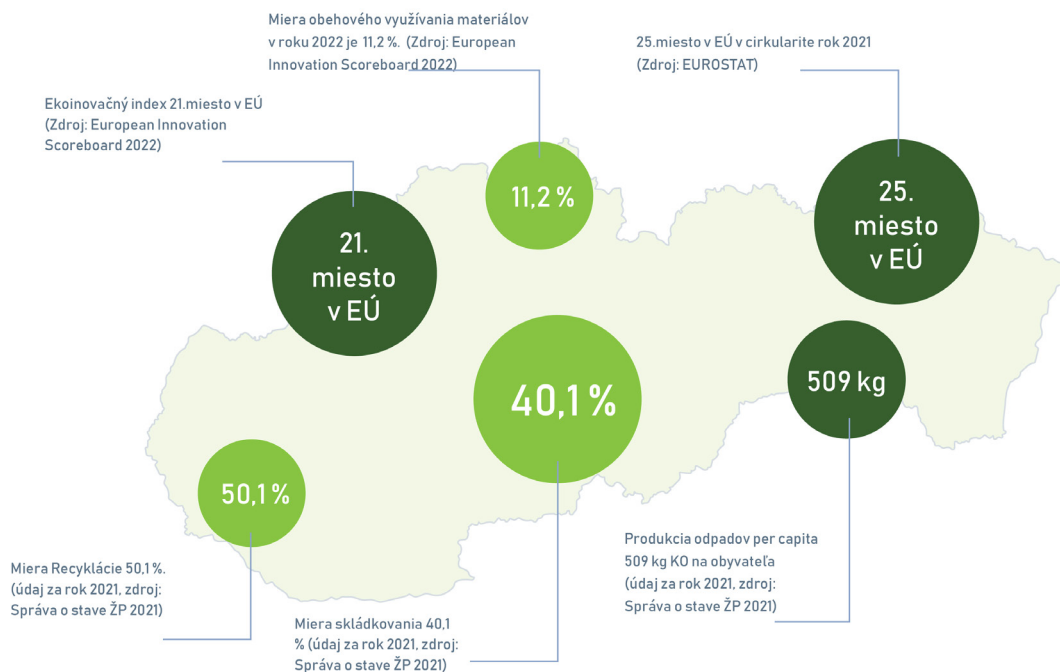 Miera obehového využívania materiálov
v roku 2022 je 11,2 %. (Zdroj: European
Innovation Scoreboard 2022)
25.miesto v EÚ v cirkularite rok 2021
(Zdroj: EUROSTAT)
Ekoinovačný index 21.miesto v EÚ
(Zdroj: European Innovation
Scoreboard 2022)
11,2 %
25.
miesto
v EÚ
21.
miesto
v EÚ
40,1 %
509 kg
50,1 %
Produkcia odpadov per capita
509 kg KO na obyvateľa
(údaj za rok 2021, zdroj:
Správa o stave ŽP 2021)
Miera Recyklácie 50,1 %.
(údaj za rok 2021, zdroj:
Správa o stave ŽP 2021)
Miera skládkovania 40,1
% (údaj za rok 2021, zdroj:
Správa o stave ŽP 2021)